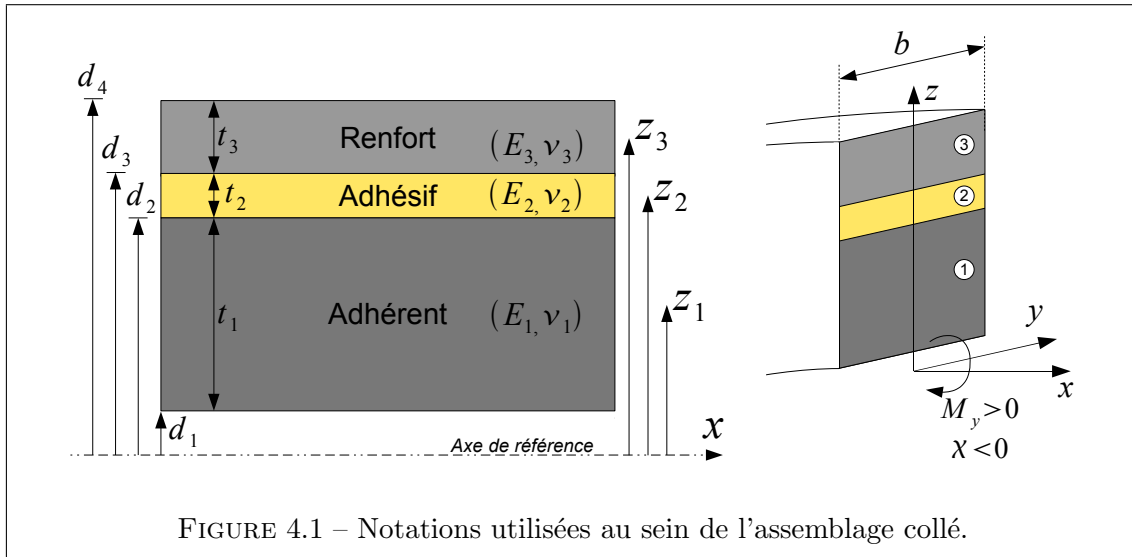 d₄
d₃
d₂
d₁
t₃
t₂
t₁
Renfort (E₃, ν₃)
Adhésif (E₂, ν₂)
Adhérent (E₁, ν₁)
z₃
z₂
z₁
x
Axe de référence
b
z
③
②
①
y
x
M_y>0
χ<0
FIGURE 4.1 – Notations utilisées au sein de l'assemblage collé.